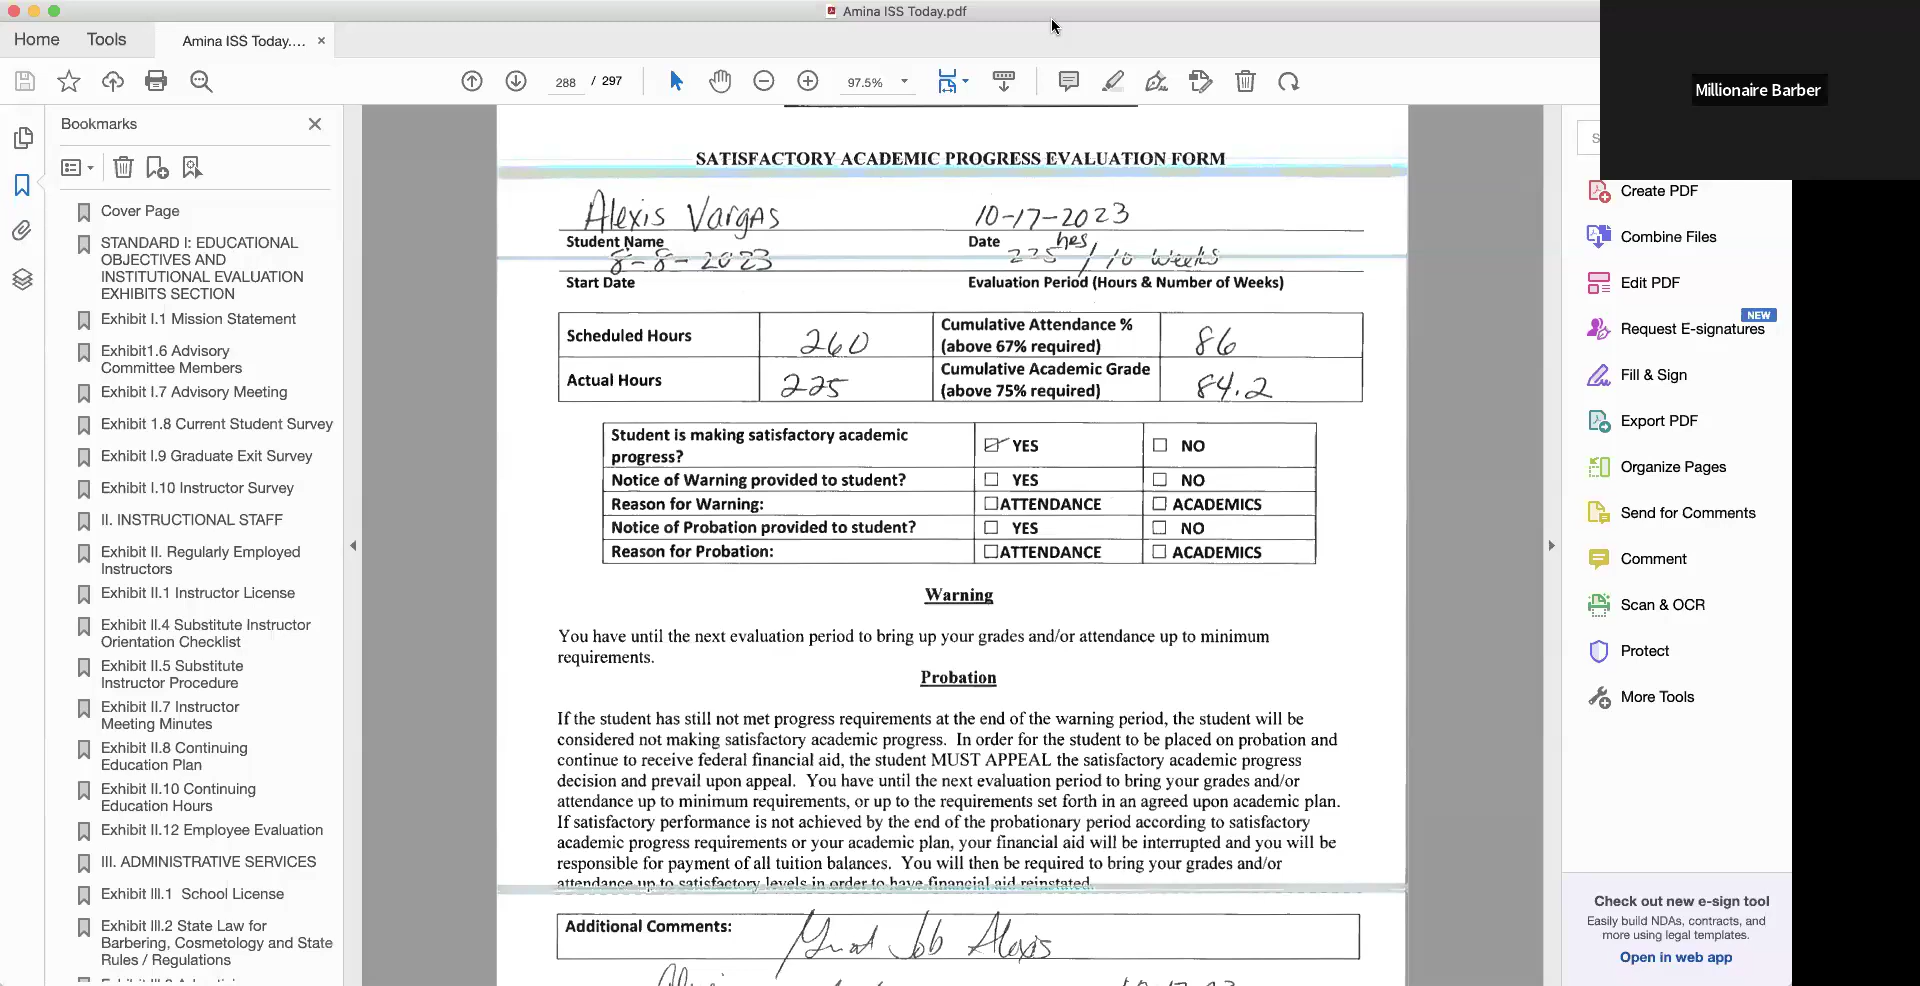 Amina ISS Today.pdf
Home
Tools
Amina ISS Today....
288 / 297
97.5%
Millionaire Barber
Bookmarks
Cover Page
STANDARD I: EDUCATIONAL
OBJECTIVES AND
INSTITUTIONAL EVALUATION
EXHIBITS SECTION
Exhibit I.1 Mission Statement
Exhibit1.6 Advisory
Committee Members
Exhibit I.7 Advisory Meeting
Exhibit 1.8 Current Student Survey
Exhibit I.9 Graduate Exit Survey
Exhibit I.10 Instructor Survey
II. INSTRUCTIONAL STAFF
Exhibit II. Regularly Employed
Instructors
Exhibit II.1 Instructor License
Exhibit II.4 Substitute Instructor
Orientation Checklist
Exhibit II.5 Substitute
Instructor Procedure
Exhibit II.7 Instructor
Meeting Minutes
Exhibit II.8 Continuing
Education Plan
Exhibit II.10 Continuing
Education Hours
Exhibit II.12 Employee Evaluation
III. ADMINISTRATIVE SERVICES
Exhibit III.1 School License
Exhibit III.2 State Law for
Barbering, Cosmetology and State
Rules / Regulations
SATISFACTORY ACADEMIC PROGRESS EVALUATION FORM
Alexis Vargas 10-17-2023
Student Name Date
8-8-2023 225 hrs / 10 weeks
Start Date Evaluation Period (Hours & Number of Weeks)
Scheduled Hours 260 Cumulative Attendance % (above 67% required) 86
Actual Hours 225 Cumulative Academic Grade (above 75% required) 84.2
Student is making satisfactory academic progress? YES NO
Notice of Warning provided to student? YES NO
Reason for Warning: ATTENDANCE ACADEMICS
Notice of Probation provided to student? YES NO
Reason for Probation: ATTENDANCE ACADEMICS
Warning
You have until the next evaluation period to bring up your grades and/or attendance up to minimum
requirements.
Probation
If the student has still not met progress requirements at the end of the warning period, the student will be
considered not making satisfactory academic progress. In order for the student to be placed on probation and
continue to receive federal financial aid, the student MUST APPEAL the satisfactory academic progress
decision and prevail upon appeal. You have until the next evaluation period to bring your grades and/or
attendance up to minimum requirements, or up to the requirements set forth in an agreed upon academic plan.
If satisfactory performance is not achieved by the end of the probationary period according to satisfactory
academic progress requirements or your academic plan, your financial aid will be interrupted and you will be
responsible for payment of all tuition balances. You will then be required to bring your grades and/or
attendance up to satisfactory levels in order to have financial aid reinstated.
Additional Comments: Great Job Alexis
Create PDF
Combine Files
Edit PDF
NEW
Request E-signatures
Fill & Sign
Export PDF
Organize Pages
Send for Comments
Comment
Scan & OCR
Protect
More Tools
Check out new e-sign tool
Easily build NDAs, contracts, and
more using legal templates.
Open in web app